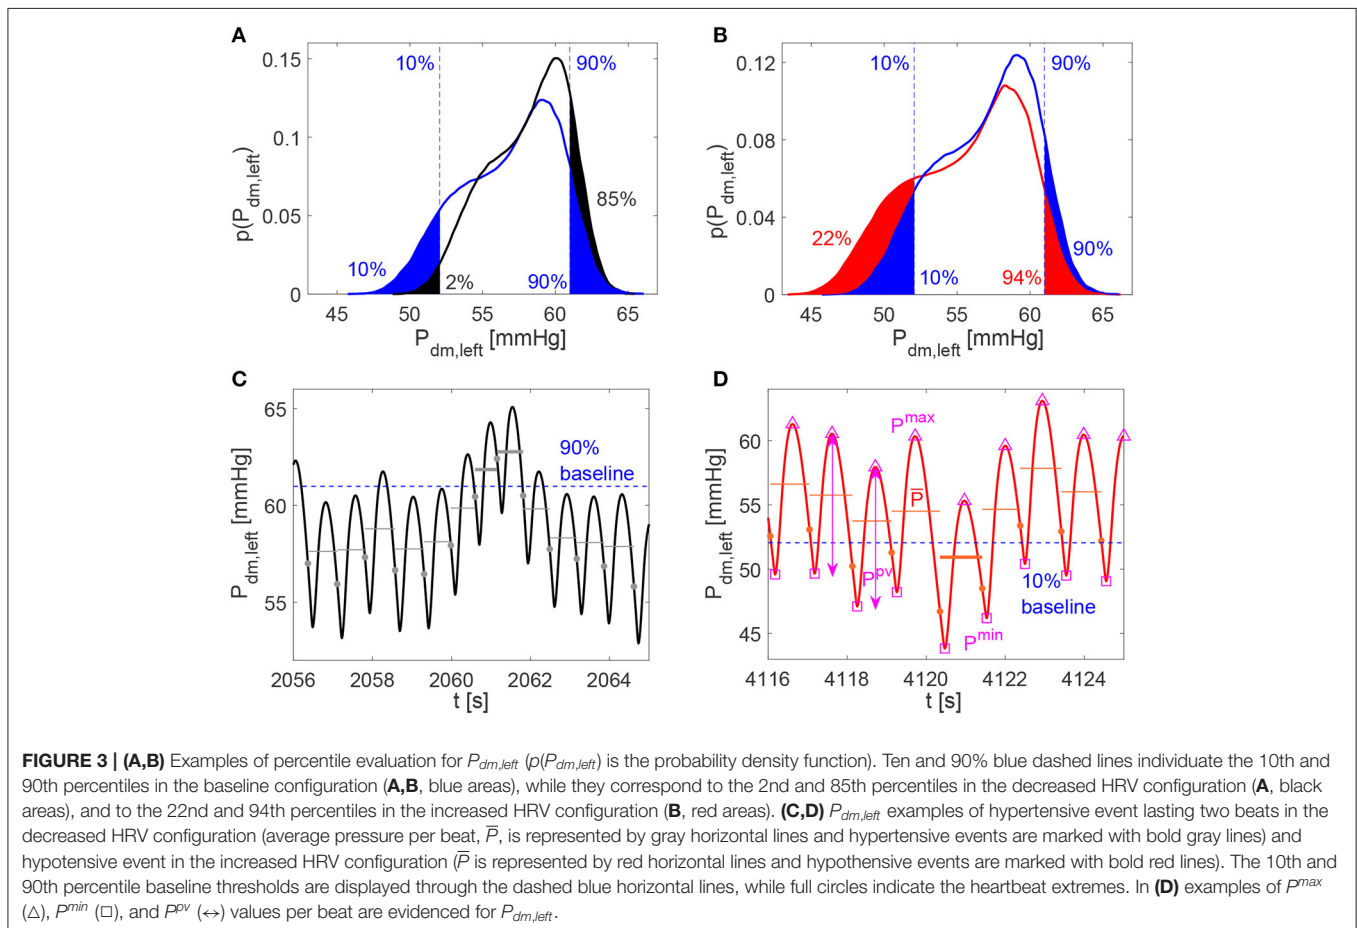 A
10%
90%
0.15
0.1
0.05
0
p(P_dm,left)
85%
10%
2%
90%
45 50 55 60 65
P_dm,left [mmHg]
B
10%
90%
0.12
0.08
0.04
0
p(P_dm,left)
22%
10%
94%
90%
45 50 55 60 65
P_dm,left [mmHg]
C
65
60
55
P_dm,left [mmHg]
90%
baseline
2056 2058 2060 2062 2064
t [s]
D
60
55
50
45
P_dm,left [mmHg]
P^max
P̅
P^pv
P^min
10%
baseline
4116 4118 4120 4122 4124
t [s]
FIGURE 3 | (A,B) Examples of percentile evaluation for P_dm,left (p(P_dm,left) is the probability density function). Ten and 90% blue dashed lines individuate the 10th and
90th percentiles in the baseline configuration (A,B, blue areas), while they correspond to the 2nd and 85th percentiles in the decreased HRV configuration (A, black
areas), and to the 22nd and 94th percentiles in the increased HRV configuration (B, red areas). (C,D) P_dm,left examples of hypertensive event lasting two beats in the
decreased HRV configuration (average pressure per beat, P̅, is represented by gray horizontal lines and hypertensive events are marked with bold gray lines) and
hypotensive event in the increased HRV configuration (P̅ is represented by red horizontal lines and hypothensive events are marked with bold red lines). The 10th and
90th percentile baseline thresholds are displayed through the dashed blue horizontal lines, while full circles indicate the heartbeat extremes. In (D) examples of P^max
(△), P^min (□), and P^pv (↔) values per beat are evidenced for P_dm,left.